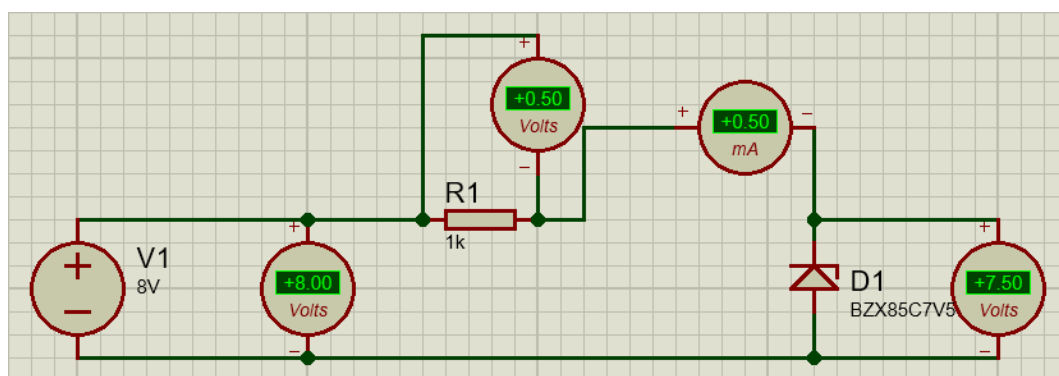 +
+0.50
Volts
−
+
+0.50
mA
−
R1
1k
V1
8V
+
+8.00
Volts
−
D1
BZX85C7V5
+
+7.50
Volts
−